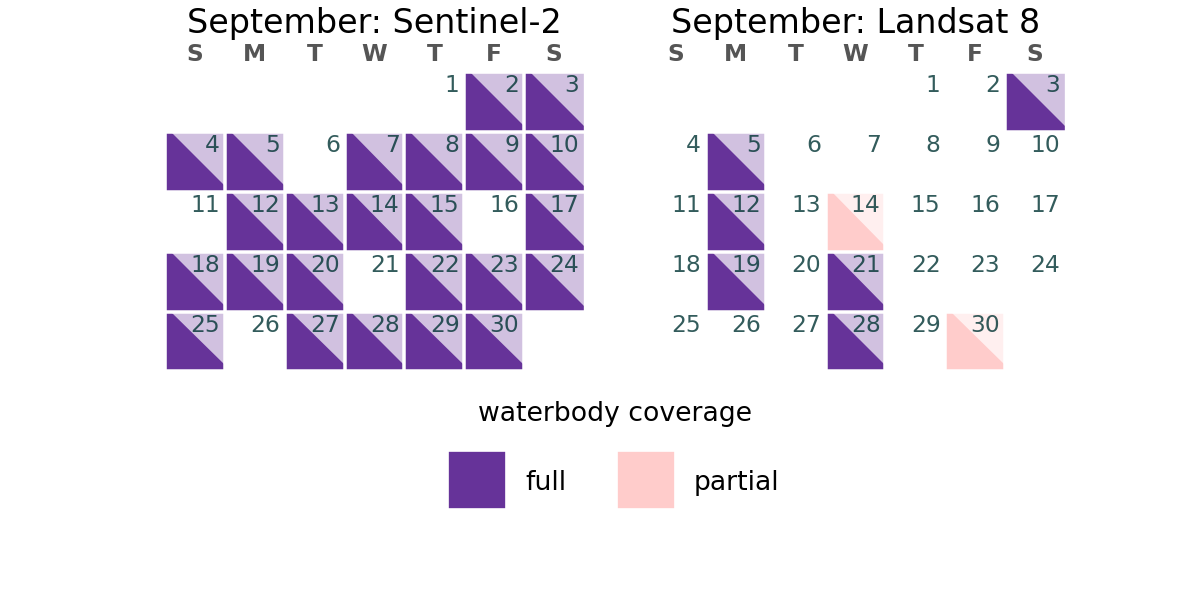 September: Sentinel-2
S M T W T F S
1 2 3
4 5 6 7 8 9 10
11 12 13 14 15 16 17
18 19 20 21 22 23 24
25 26 27 28 29 30
September: Landsat 8
S M T W T F S
1 2 3
4 5 6 7 8 9 10
11 12 13 14 15 16 17
18 19 20 21 22 23 24
25 26 27 28 29 30
waterbody coverage
full partial